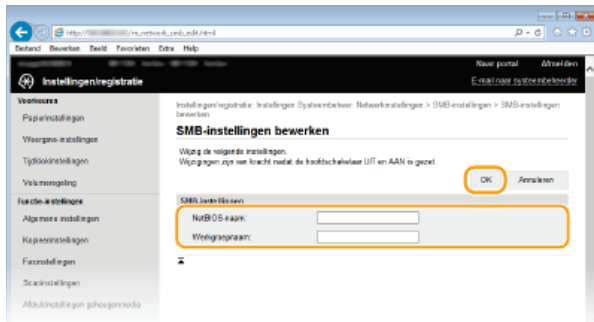 Bestand Bewerken Beeld Favorieten Extra Help
Naar portal Afmelden
Instellingen/registratie
E-mail naar systeembeheerder
Voorkeuren
Papierinstellingen
Weergave-instellingen
Tijdklokinstellingen
Volumeregeling
Functie-instellingen
Algemene instellingen
Kopieerinstellingen
Faxinstellingen
Scaninstellingen
Afdrukinstellingen geheugenmedia
Instellingen/registratie: Instellingen Systeembeheer: Netwerkinstellingen > SMB-instellingen > SMB-instellingen
bewerken
SMB-instellingen bewerken
Wijzig de volgende instellingen.
Wijzigingen zijn van kracht nadat de hoofdschakelaar UIT en AAN is gezet.
OK Annuleren
SMB-instellingen
NetBIOS-naam:
Werkgroepnaam: